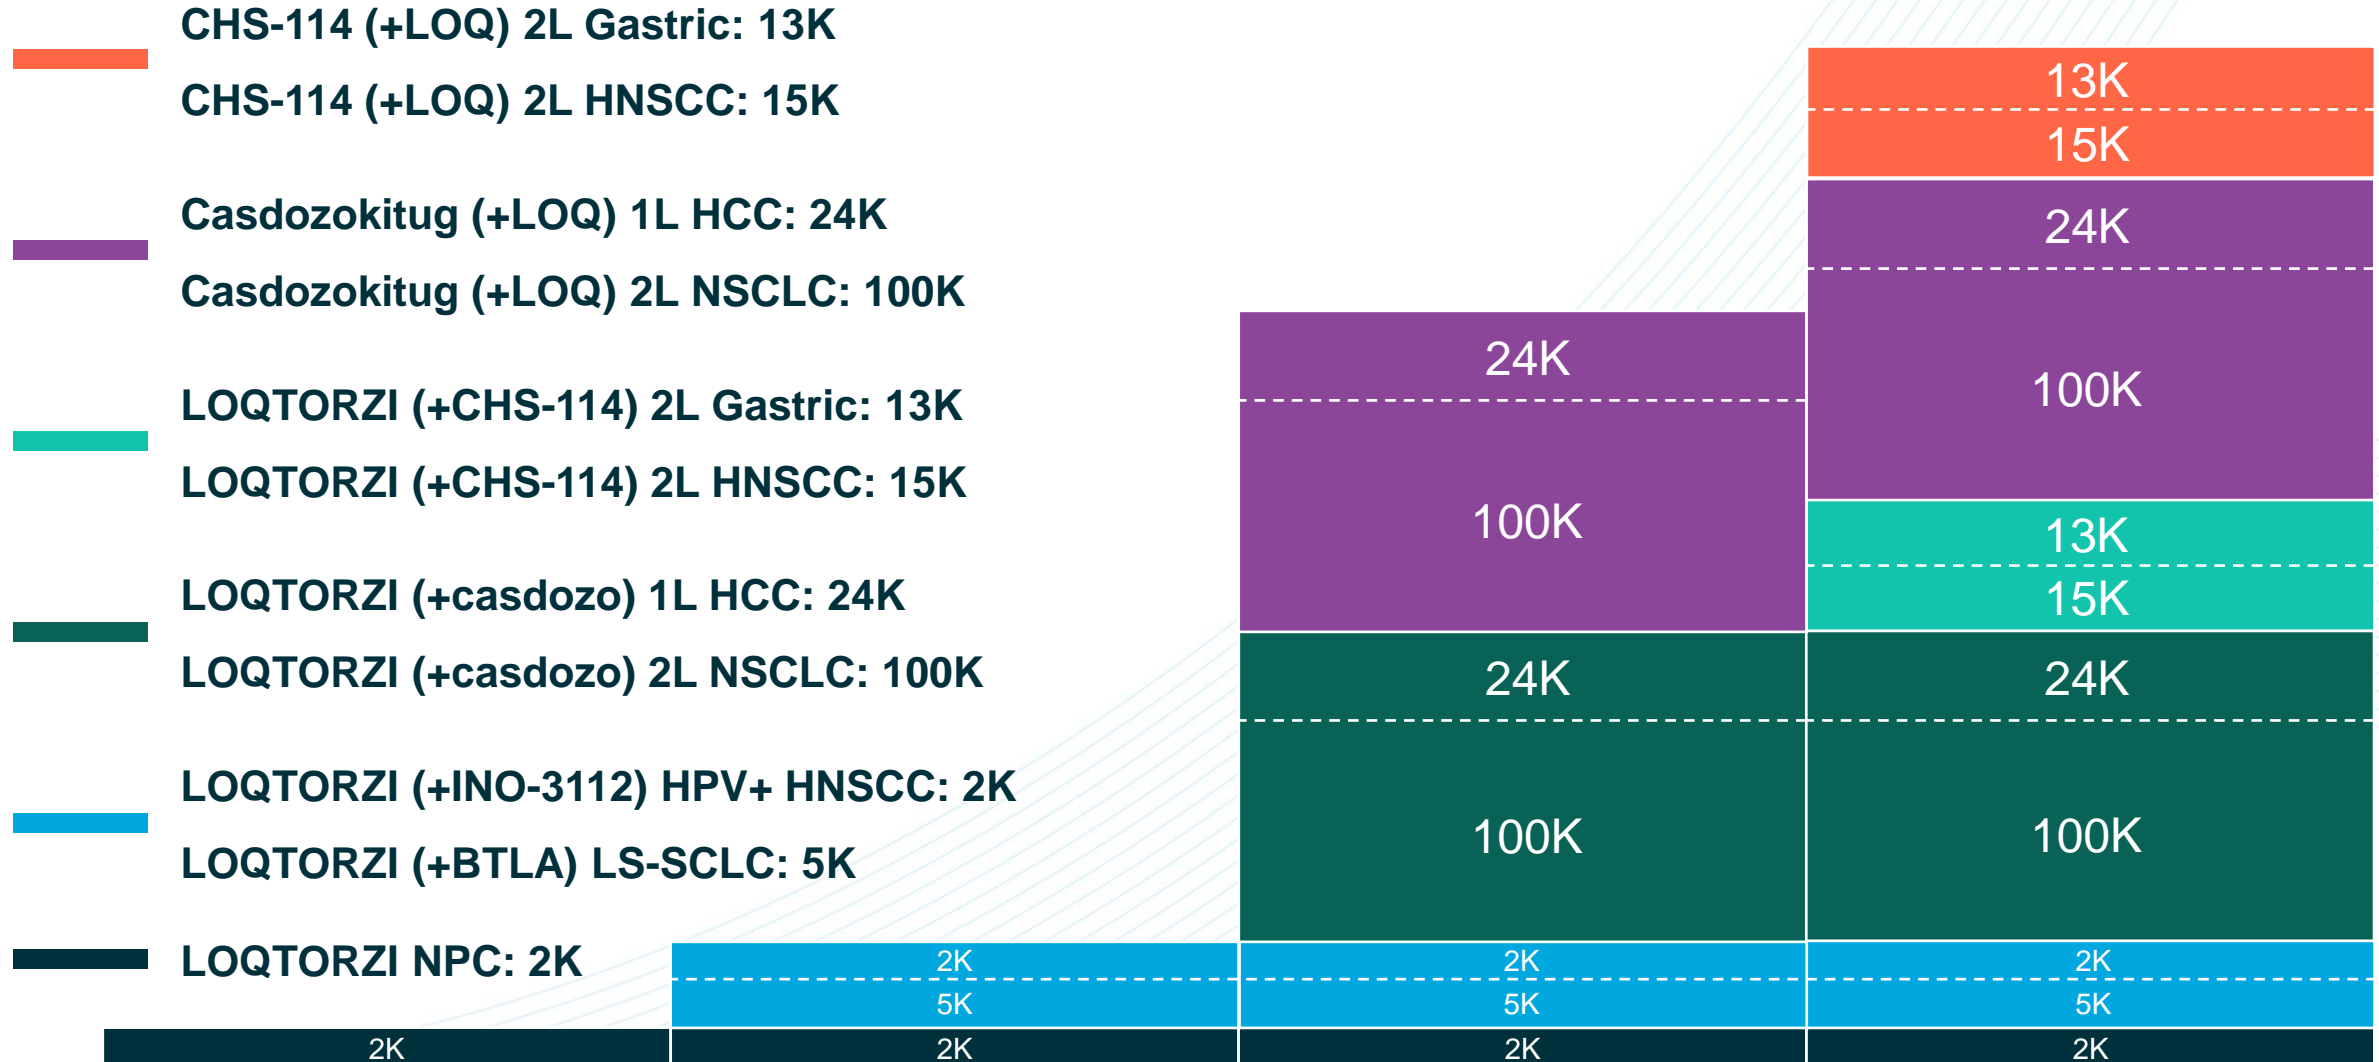 CHS-114 (+LOQ) 2L Gastric: 13K
CHS-114 (+LOQ) 2L HNSCC: 15K
Casdozokitug (+LOQ) 1L HCC: 24K
Casdozokitug (+LOQ) 2L NSCLC: 100K
LOQTORZI (+CHS-114) 2L Gastric: 13K
LOQTORZI (+CHS-114) 2L HNSCC: 15K
LOQTORZI (+casdozo) 1L HCC: 24K
LOQTORZI (+casdozo) 2L NSCLC: 100K
LOQTORZI (+INO-3112) HPV+ HNSCC: 2K
LOQTORZI (+BTLA) LS-SCLC: 5K
LOQTORZI NPC: 2K
2K
2K
5K
2K
24K
100K
24K
100K
2K
5K
2K
13K
15K
24K
100K
13K
15K
24K
100K
2K
5K
2K